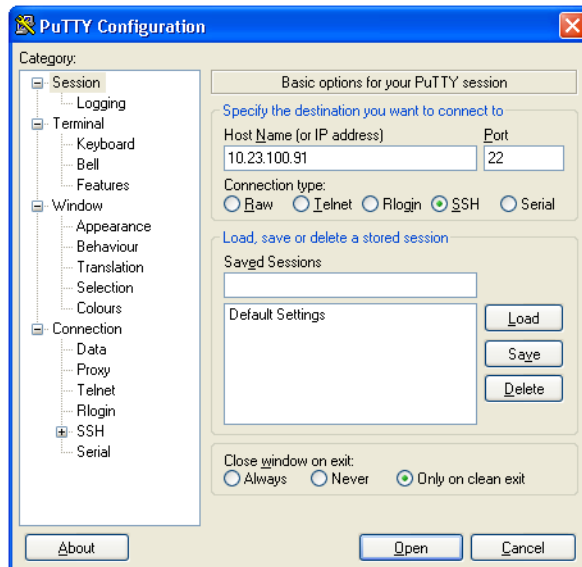 PuTTY Configuration
Category:
Session
Logging
Terminal
Keyboard
Bell
Features
Window
Appearance
Behaviour
Translation
Selection
Colours
Connection
Data
Proxy
Telnet
Rlogin
SSH
Serial
Basic options for your PuTTY session
Specify the destination you want to connect to
Host Name (or IP address) Port
10.23.100.91 22
Connection type:
Raw Telnet Rlogin SSH Serial
Load, save or delete a stored session
Saved Sessions
Default Settings
Load
Save
Delete
Close window on exit:
Always Never Only on clean exit
About Open Cancel